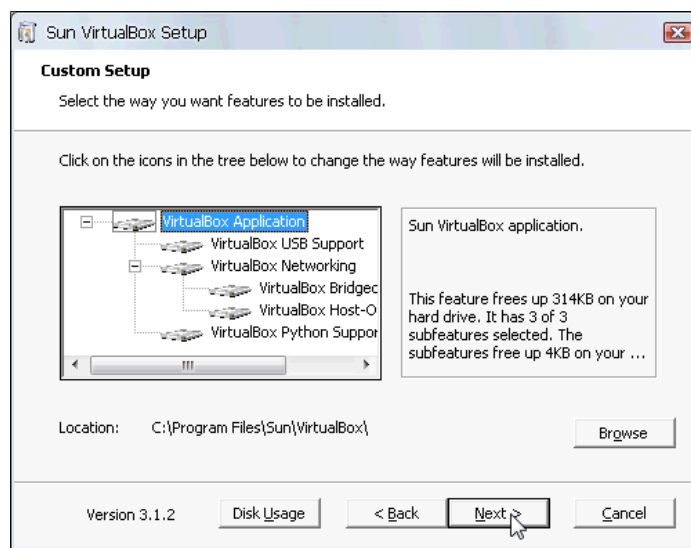 Sun VirtualBox Setup
Custom Setup
Select the way you want features to be installed.
Click on the icons in the tree below to change the way features will be installed.
VirtualBox Application
VirtualBox USB Support
VirtualBox Networking
VirtualBox Bridgec
VirtualBox Host-O
VirtualBox Python Suppor
Sun VirtualBox application.
This feature frees up 314KB on your
hard drive. It has 3 of 3
subfeatures selected. The
subfeatures free up 4KB on your ...
Location: C:\Program Files\Sun\VirtualBox\
Browse
Version 3.1.2 Disk Usage < Back Next > Cancel